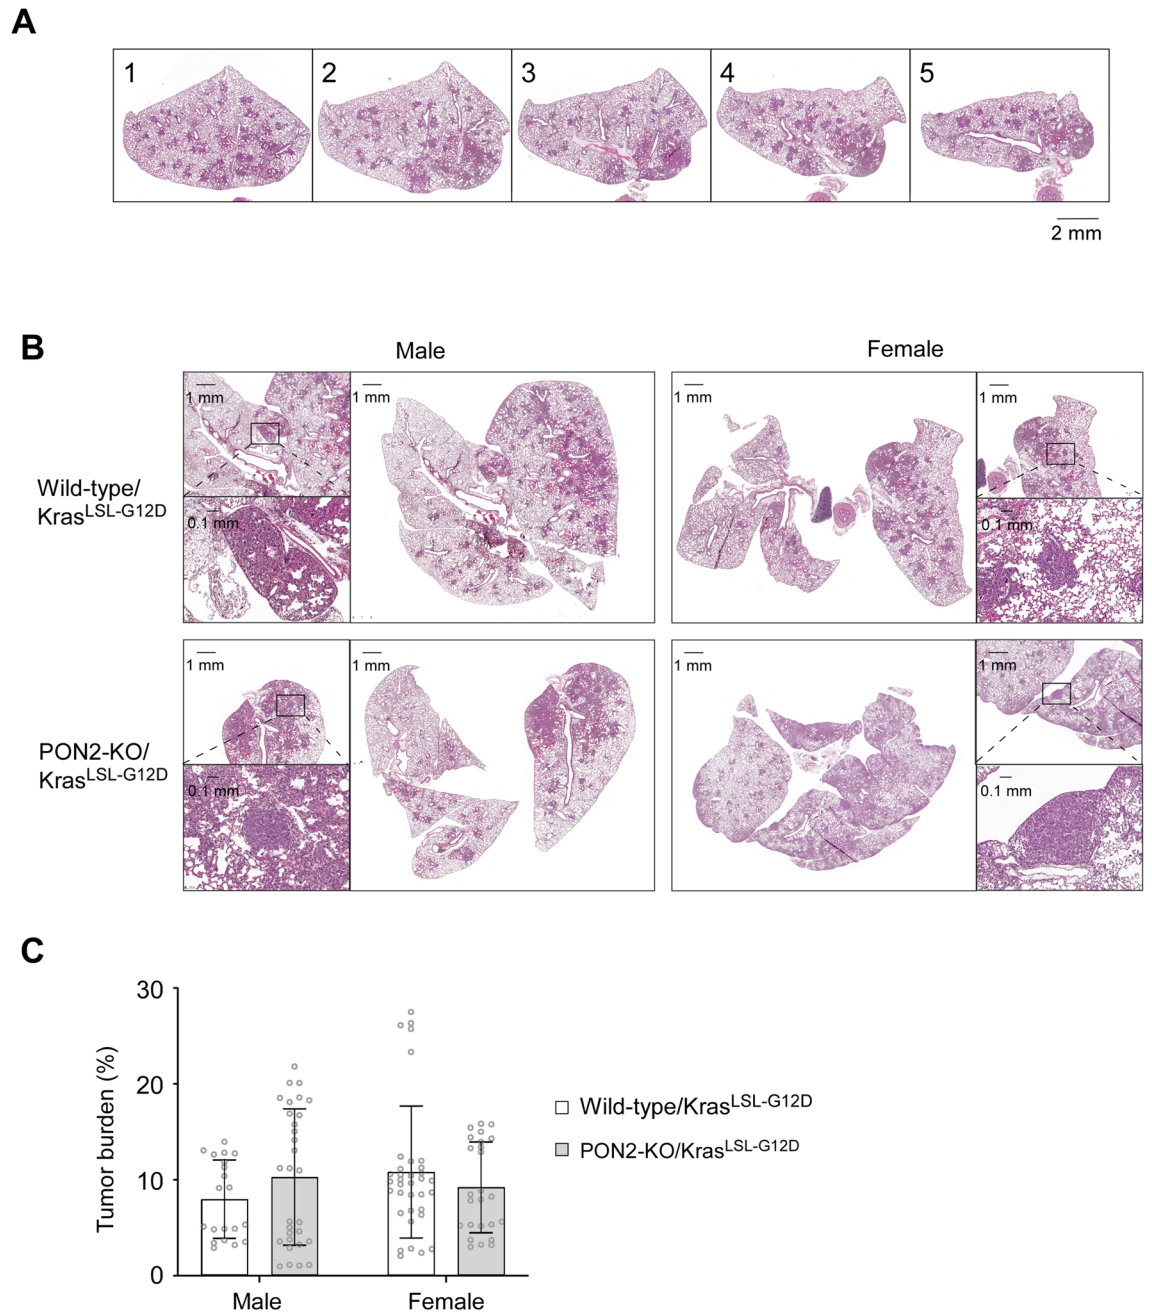 A
1 2 3 4 5
2 mm
B
Male Female
1 mm 1 mm 1 mm 1 mm
Wild-type/
KrasLSL-G12D
0.1 mm 0.1 mm
1 mm 1 mm 1 mm 1 mm
PON2-KO/
KrasLSL-G12D
0.1 mm 0.1 mm
C
30
20
10
0
Tumor burden (%)
Wild-type/KrasLSL-G12D
PON2-KO/KrasLSL-G12D
Male Female